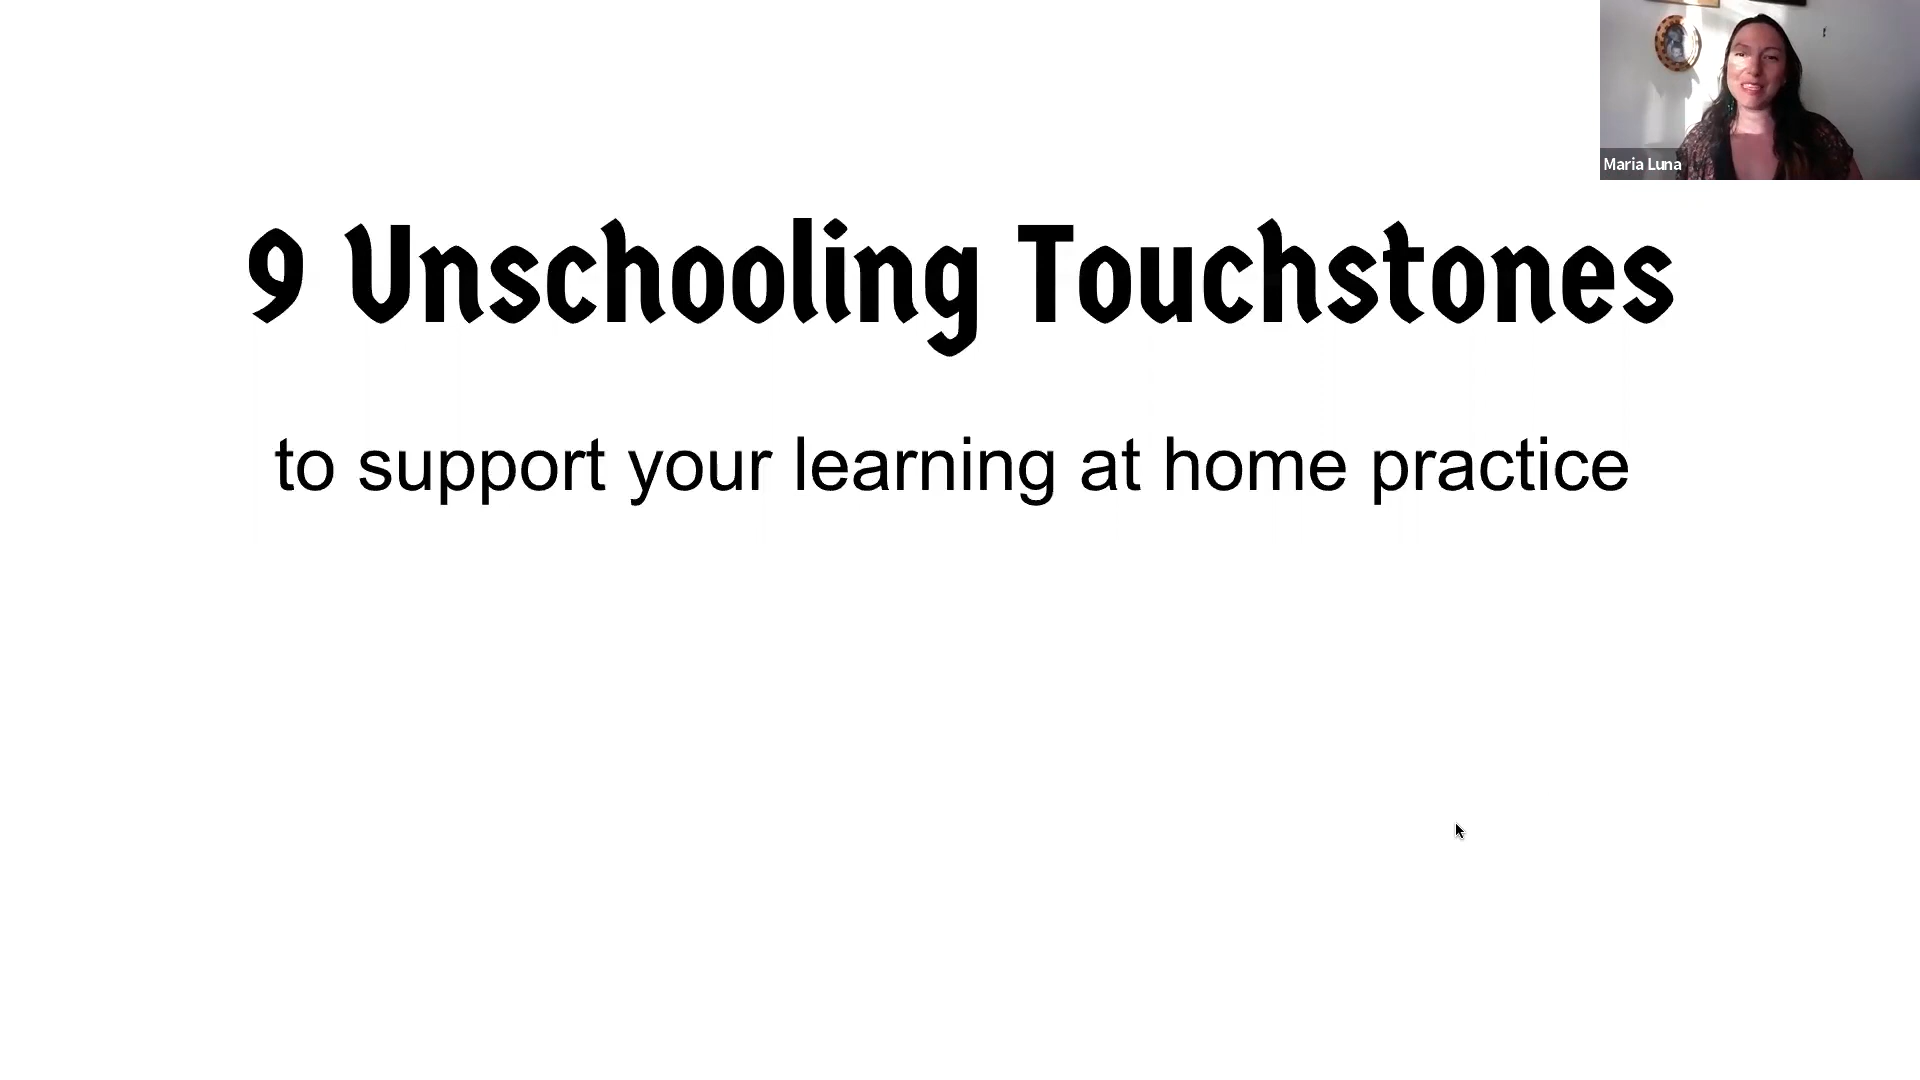 Maria Luna
9 Unschooling Touchstones
to support your learning at home practice